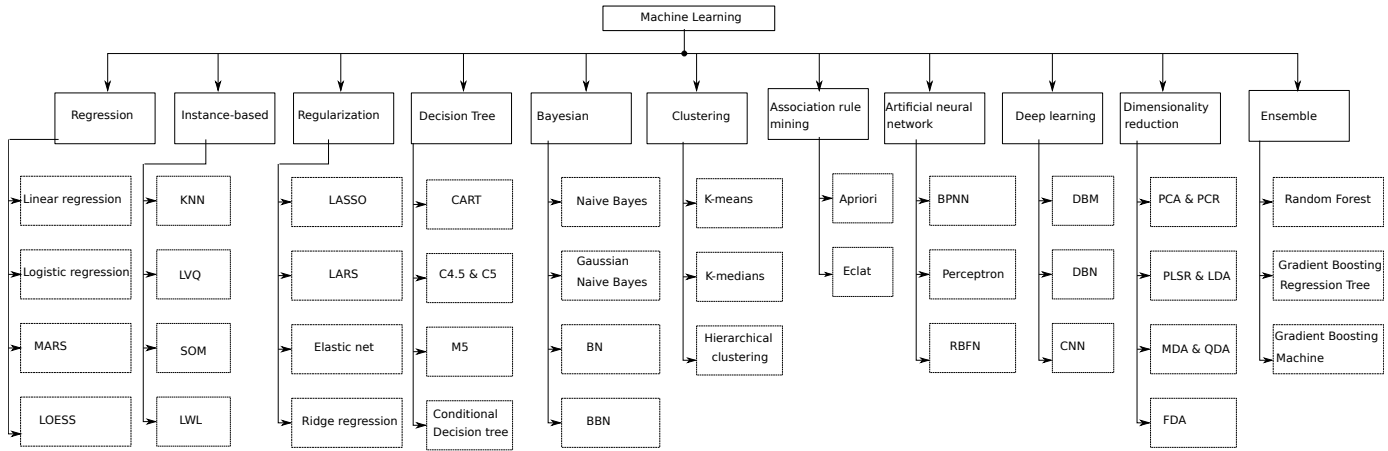 Machine Learning
Regression
Instance-based
Regularization
Decision Tree
Bayesian
Clustering
Association rule
mining
Artificial neural
network
Deep learning
Dimensionality
reduction
Ensemble
Linear regression
Logistic regression
MARS
LOESS
KNN
LVQ
SOM
LWL
LASSO
LARS
Elastic net
Ridge regression
CART
C4.5 & C5
M5
Conditional
Decision tree
Naive Bayes
Gaussian
Naive Bayes
BN
BBN
K-means
K-medians
Hierarchical
clustering
Apriori
Eclat
BPNN
Perceptron
RBFN
DBM
DBN
CNN
PCA & PCR
PLSR & LDA
MDA & QDA
FDA
Random Forest
Gradient Boosting
Regression Tree
Gradient Boosting
Machine